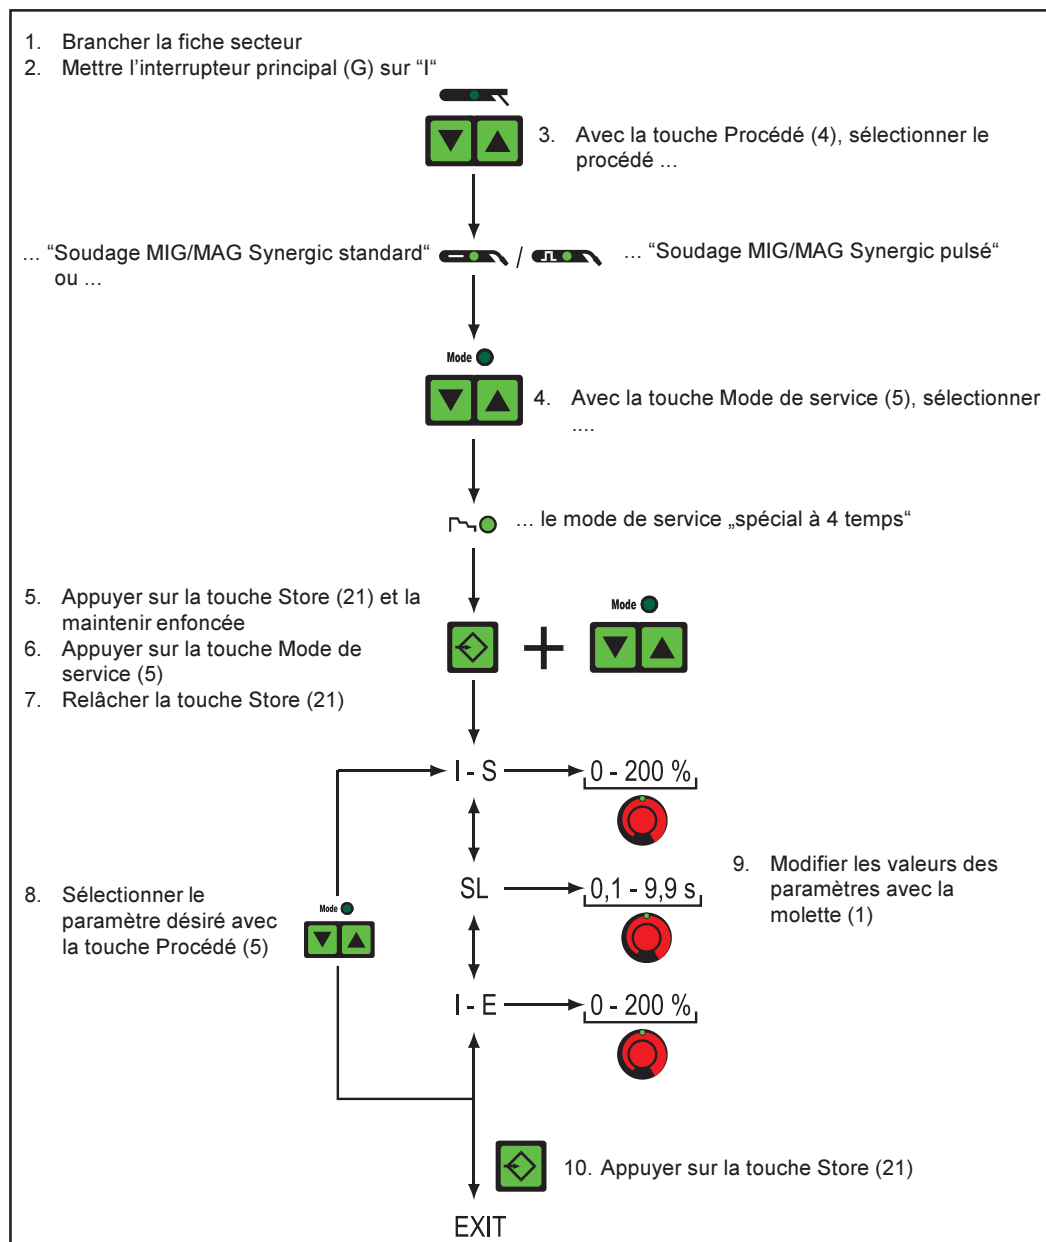 1. Brancher la fiche secteur
2. Mettre l'interrupteur principal (G) sur “I“
3. Avec la touche Procédé (4), sélectionner le
procédé ...
... “Soudage MIG/MAG Synergic standard“
ou ...
/
... “Soudage MIG/MAG Synergic pulsé“
Mode
4. Avec la touche Mode de service (5), sélectionner
....
... le mode de service „spécial à 4 temps“
5. Appuyer sur la touche Store (21) et la
maintenir enfoncée
6. Appuyer sur la touche Mode de
service (5)
7. Relâcher la touche Store (21)
+
Mode
I - S
0 - 200 %
8. Sélectionner le
paramètre désiré avec
la touche Procédé (5)
Mode
SL
0,1 - 9,9 s
9. Modifier les valeurs des
paramètres avec la
molette (1)
I - E
0 - 200 %
10. Appuyer sur la touche Store (21)
EXIT